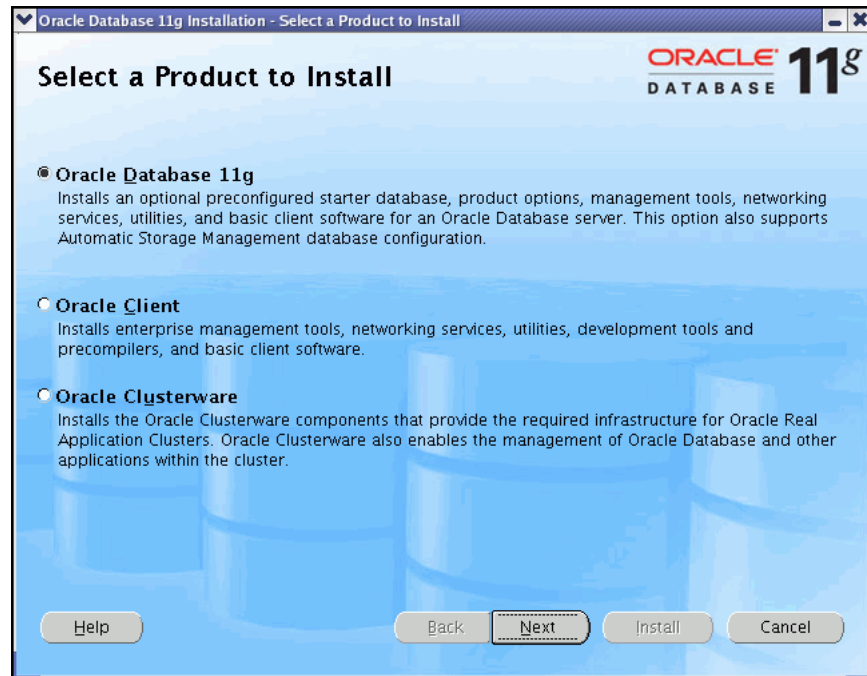 Oracle Database 11g Installation - Select a Product to Install
Select a Product to Install
ORACLE
DATABASE
11g
Oracle Database 11g
Installs an optional preconfigured starter database, product options, management tools, networking
services, utilities, and basic client software for an Oracle Database server. This option also supports
Automatic Storage Management database configuration.
Oracle Client
Installs enterprise management tools, networking services, utilities, development tools and
precompilers, and basic client software.
Oracle Clusterware
Installs the Oracle Clusterware components that provide the required infrastructure for Oracle Real
Application Clusters. Oracle Clusterware also enables the management of Oracle Database and other
applications within the cluster.
Help Back Next Install Cancel